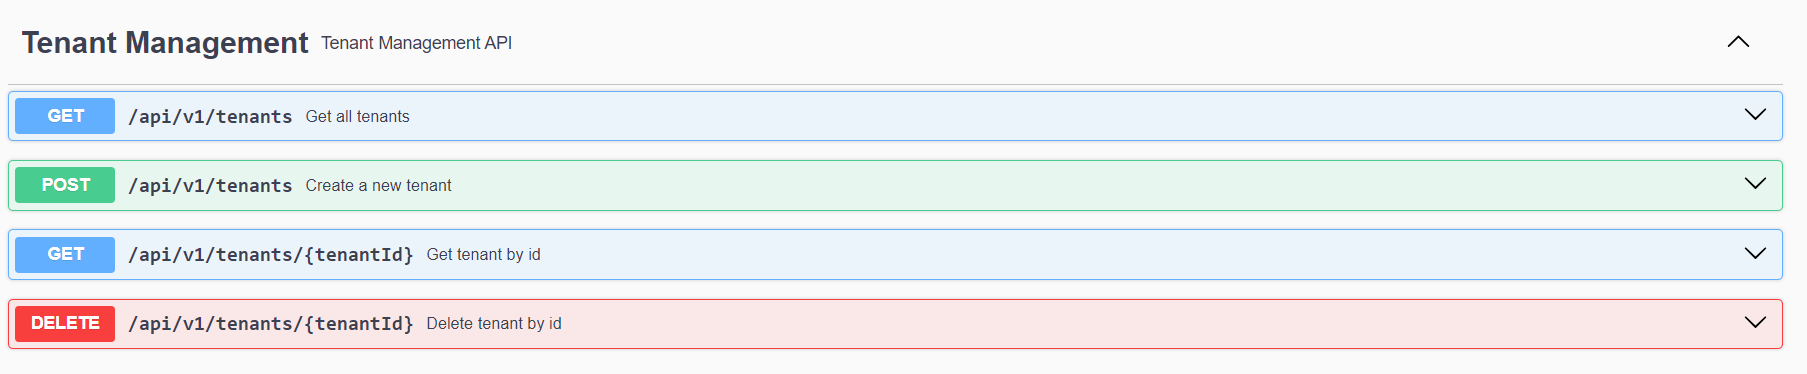 Tenant Management Tenant Management API
GET /api/v1/tenants Get all tenants
POST /api/v1/tenants Create a new tenant
GET /api/v1/tenants/{tenantId} Get tenant by id
DELETE /api/v1/tenants/{tenantId} Delete tenant by id